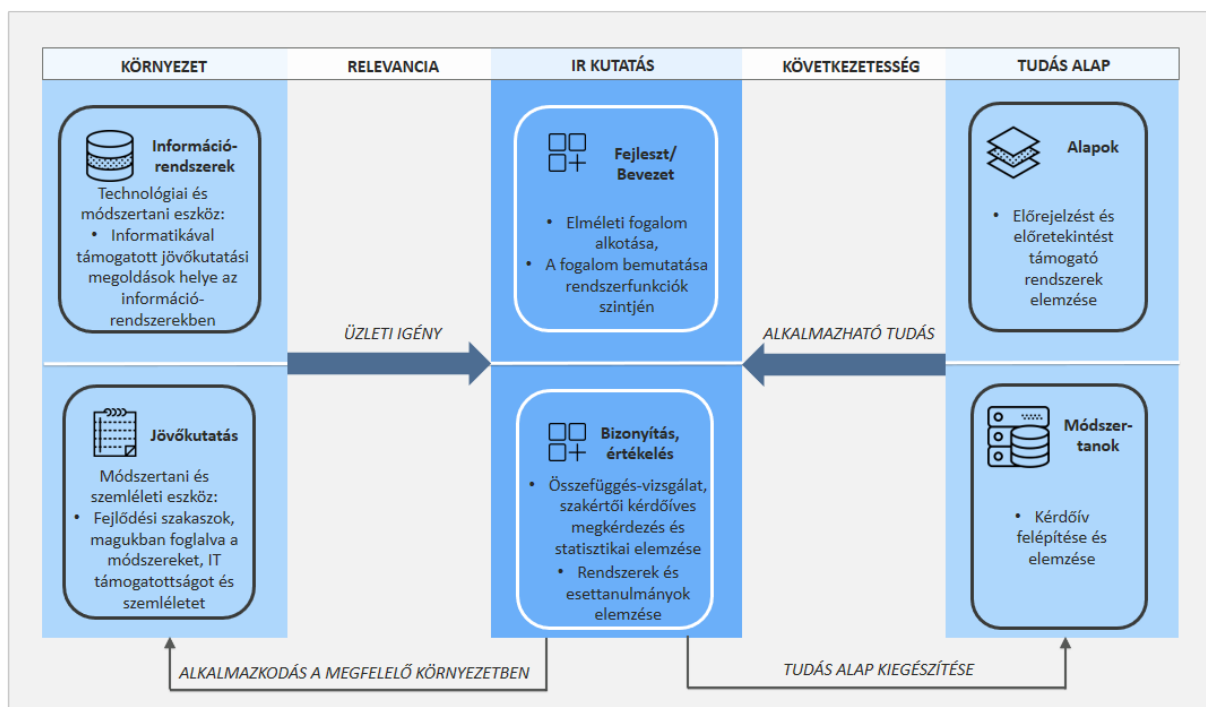 KÖRNYEZET
RELEVANCIA
IR KUTATÁS
KÖVETKEZETESSÉG
TUDÁS ALAP
Információ-
rendszerek
Technológiai és
módszertani eszköz:
• Informatikával
támogatott jövőkutatási
megoldások helye az
információ-
rendszerekben
Jövőkutatás
Módszertani és
szemléleti eszköz:
• Fejlődési szakaszok,
magukban foglalva a
módszereket, IT
támogatottságot és
szemléletet
ÜZLETI IGÉNY
Fejleszt/
Bevezet
• Elméleti fogalom
alkotása,
• A fogalom bemutatása
rendszerfunkciók
szintjén
Bizonyítás,
értékelés
• Összefüggés-vizsgálat,
szakértői kérdőíves
megkérdezés és
statisztikai elemzése
• Rendszerek és
esettanulmányok
elemzése
ALKALMAZHATÓ TUDÁS
Alapok
• Előrejelzést és
előretekintést
támogató
rendszerek
elemzése
Módszer-
tanok
• Kérdőív
felépítése és
elemzése
ALKALMAZKODÁS A MEGFELELŐ KÖRNYEZETBEN
TUDÁS ALAP KIEGÉSZÍTÉSE